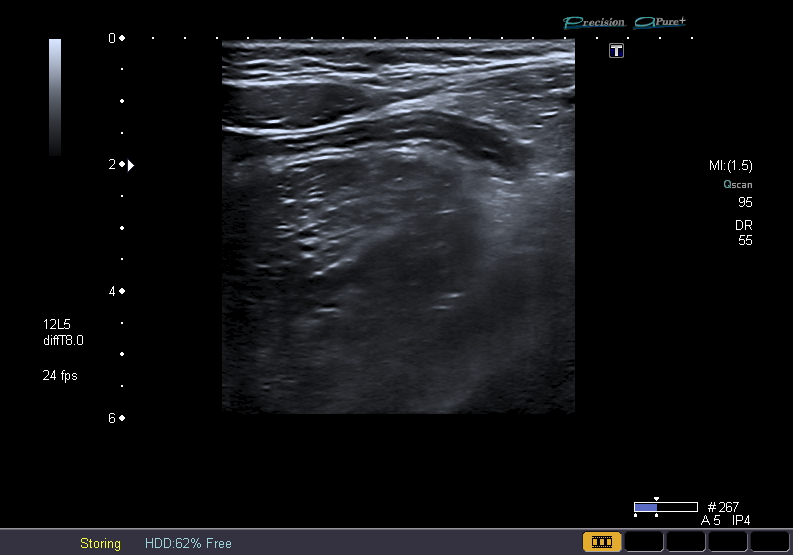 Precision APure+
0
T
2
MI:(1.5)
Qscan
95
DR
55
4
12L5
diffT8.0
24 fps
6
#267
A 5 IP4
Storing HDD:62% Free